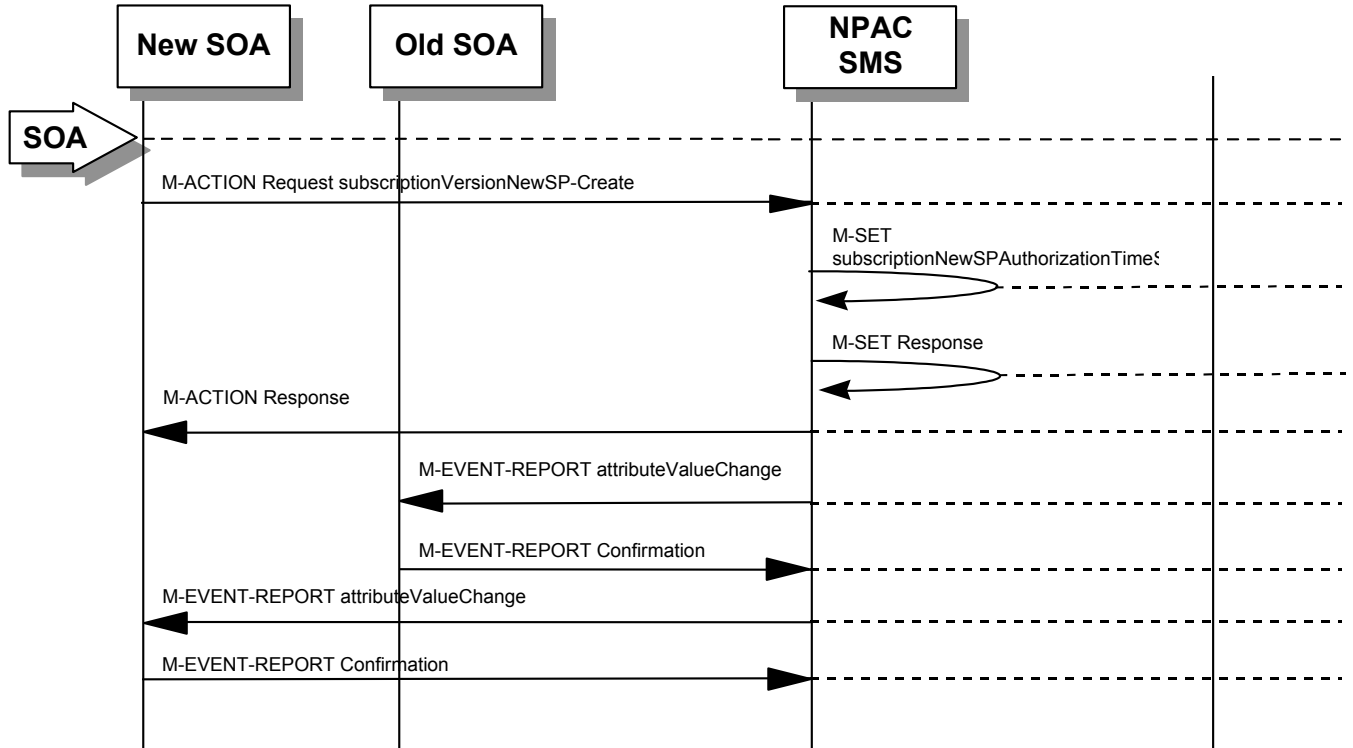 New SOA
Old SOA
NPAC
SMS
SOA
M-ACTION Request subscriptionVersionNewSP-Create
M-SET
subscriptionNewSPAuthorizationTimeS
M-SET Response
M-ACTION Response
M-EVENT-REPORT attributeValueChange
M-EVENT-REPORT Confirmation
M-EVENT-REPORT attributeValueChange
M-EVENT-REPORT Confirmation